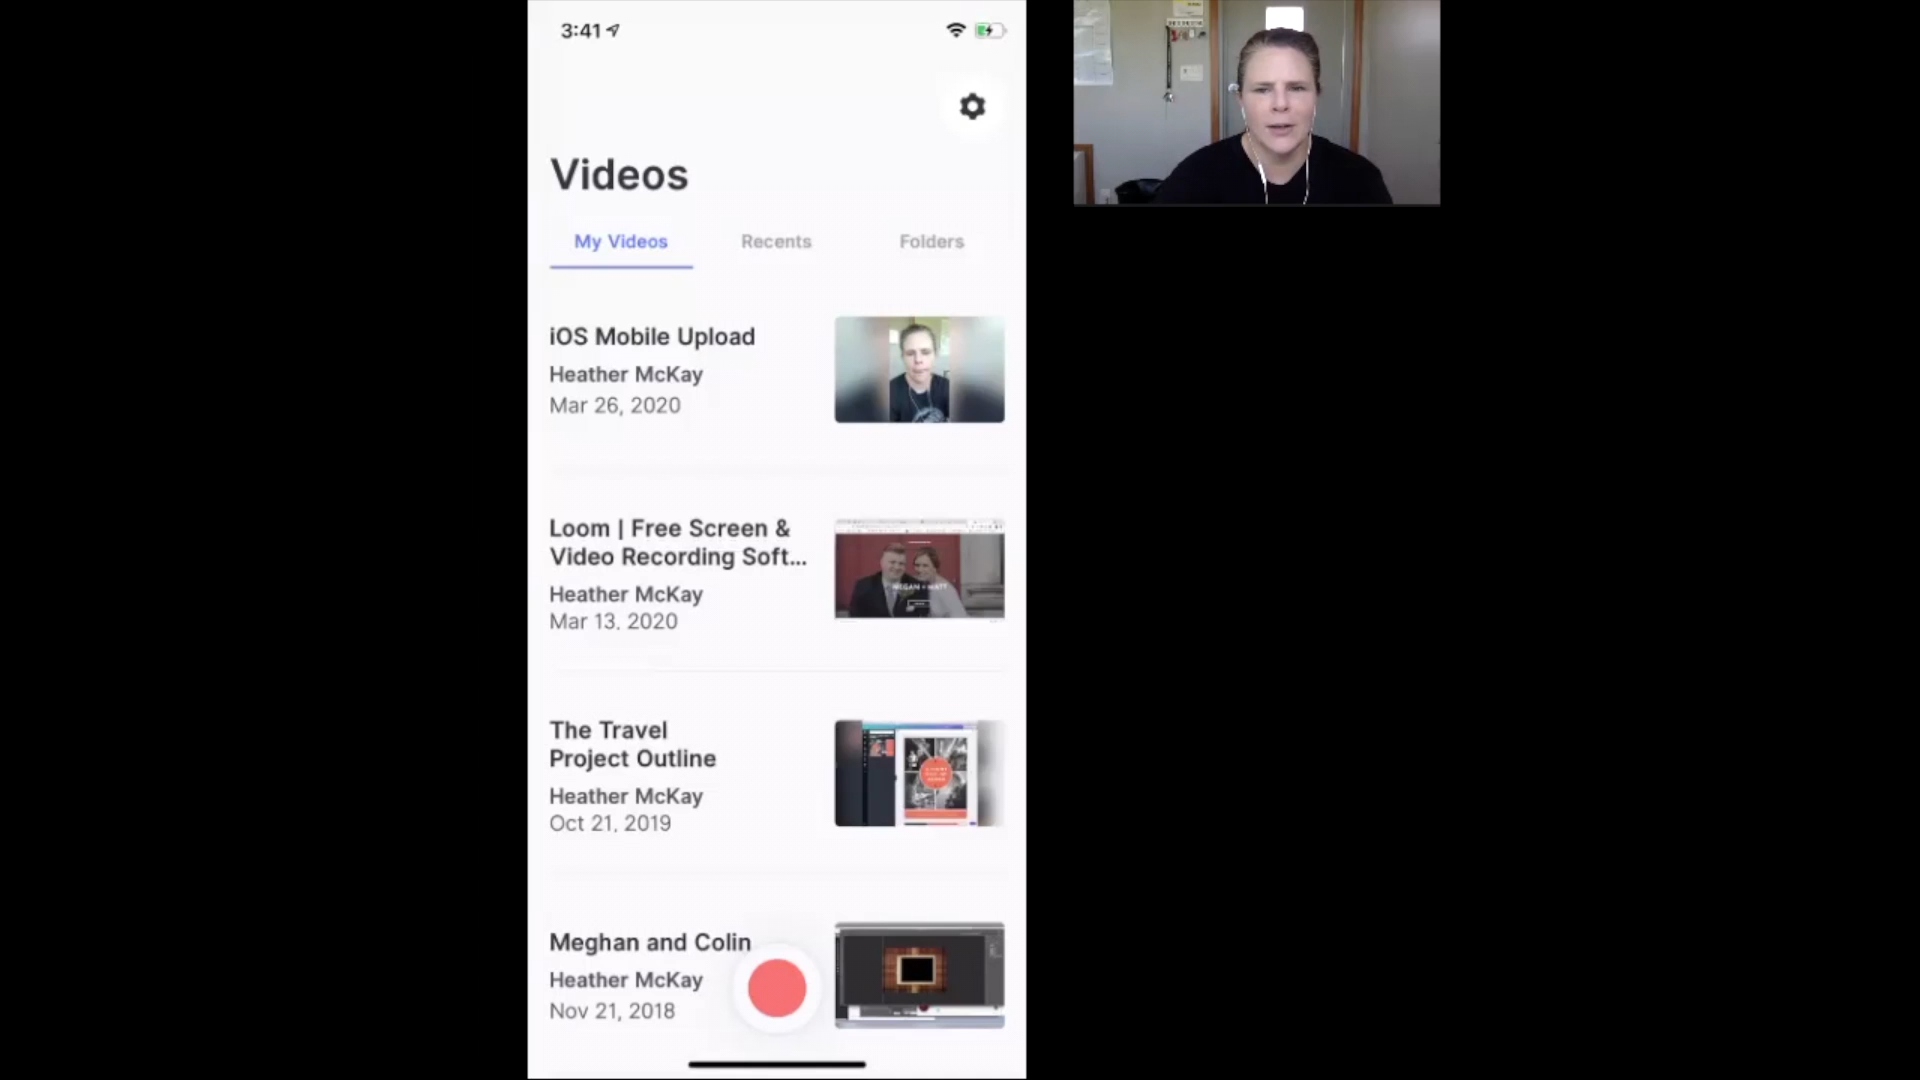 3:41
Videos
My Videos
Recents
Folders
iOS Mobile Upload
Heather McKay
Mar 26, 2020
Loom | Free Screen &
Video Recording Soft...
Heather McKay
Mar 13, 2020
MEGAN + MATT
The Travel
Project Outline
Heather McKay
Oct 21, 2019
Meghan and Colin
Heather McKay
Nov 21, 2018